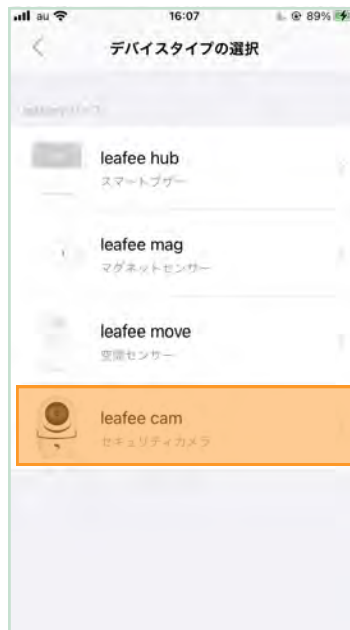 au 16:07 89%
デバイスタイプの選択
leafee hub
スマートブザー
leafee mag
マグネットセンサー
leafee move
空間センサー
leafee cam
セキュリティカメラ